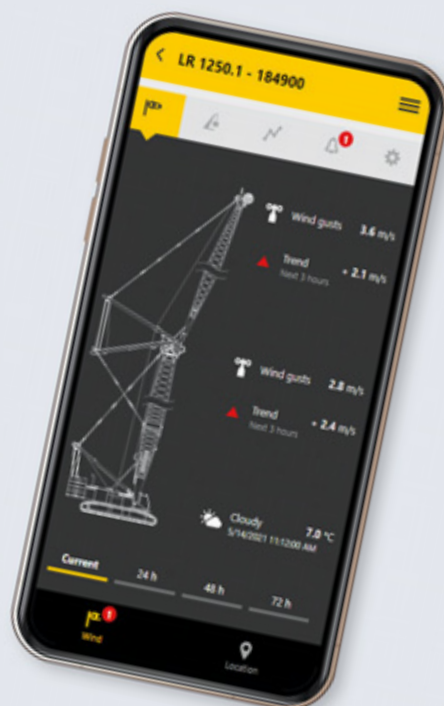 LR 1250.1 - 184900
1
Wind gusts 3.6 m/s
Trend + 2.1 m/s
Next 3 hours
Wind gusts 2.8 m/s
Trend + 2.4 m/s
Next 3 hours
Cloudy 7.0 °C
5/14/2021 11:12:00 AM
Current 24 h 48 h 72 h
1
Wind Location